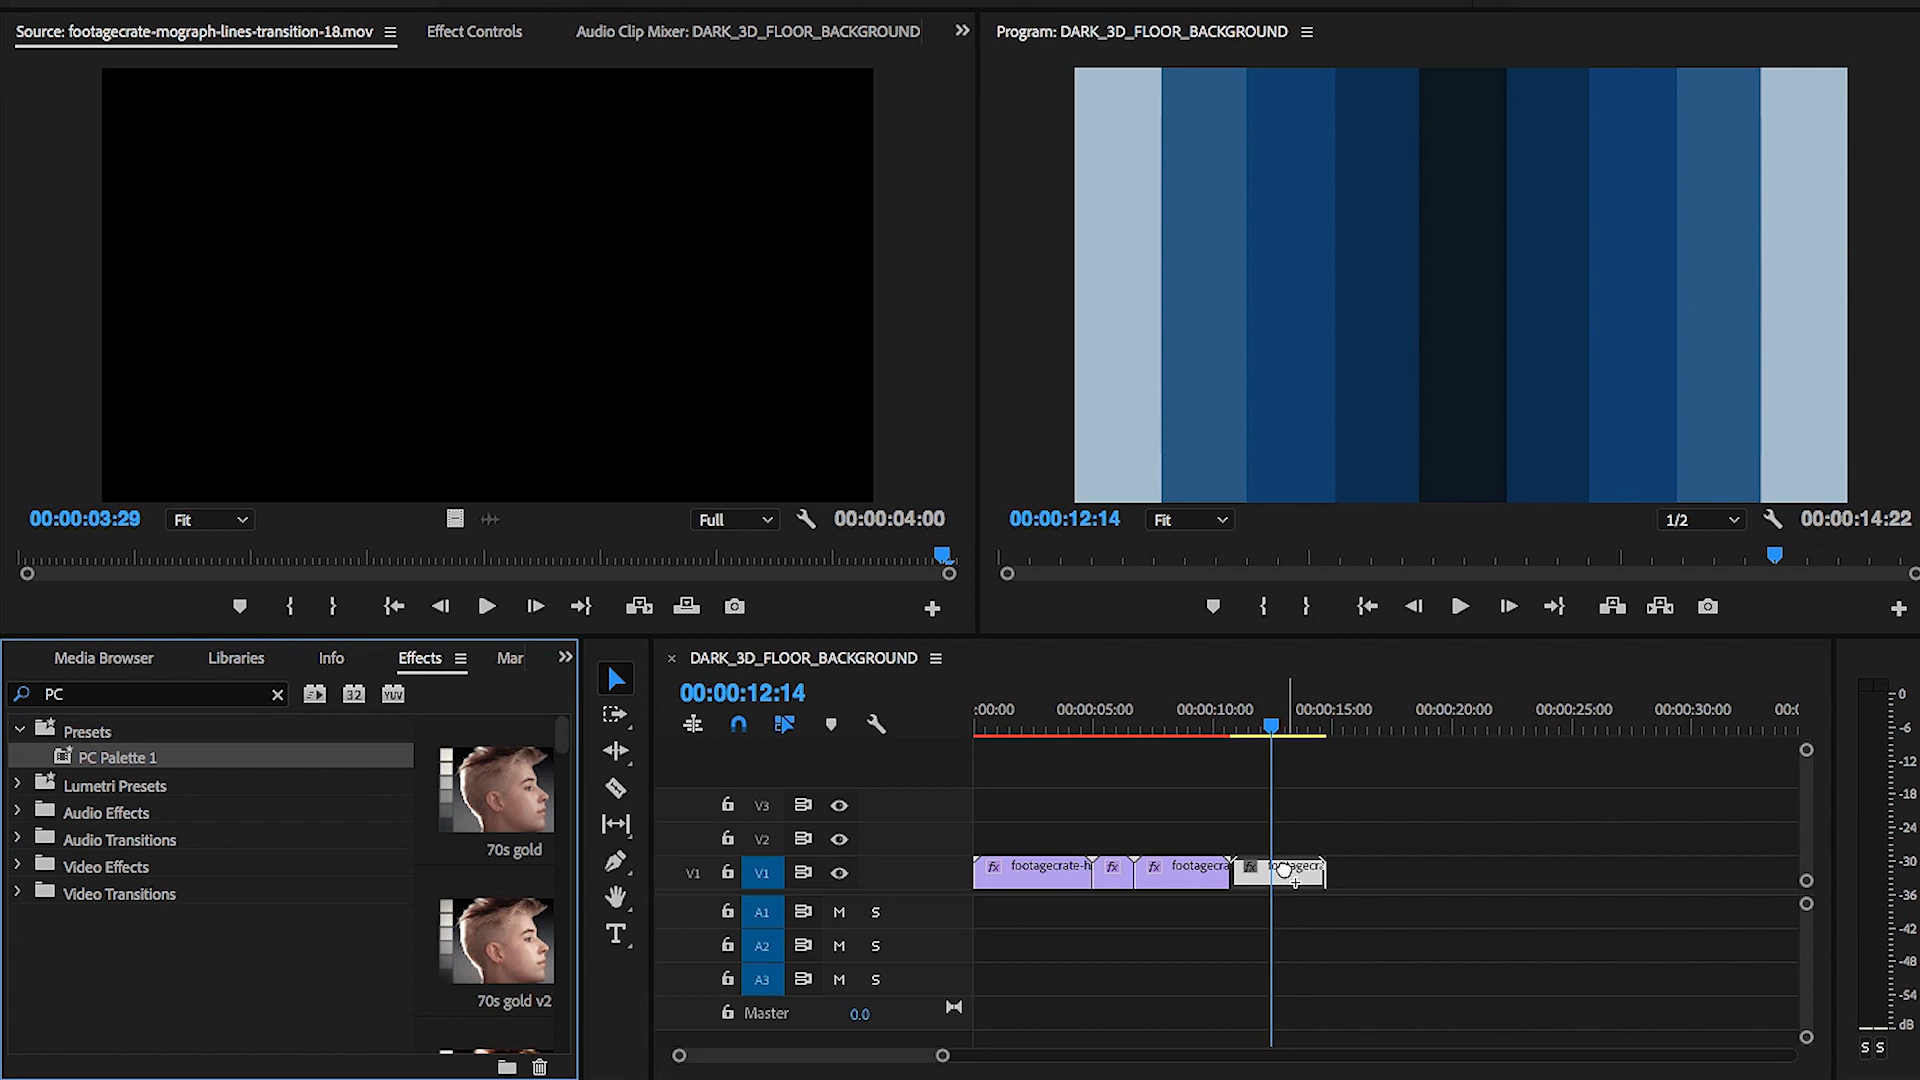 Source: footagecrate-mograph-lines-transition-18.mov
Effect Controls
Audio Clip Mixer: DARK_3D_FLOOR_BACKGROUND
Program: DARK_3D_FLOOR_BACKGROUND
00:00:03:29
Fit
Full
00:00:04:00
00:00:12:14
Fit
1/2
00:00:14:22
Media Browser
Libraries
Info
Effects
Mar
PC
32
YUV
Presets
PC Palette 1
Lumetri Presets
Audio Effects
Audio Transitions
Video Effects
Video Transitions
70s gold
70s gold v2
DARK_3D_FLOOR_BACKGROUND
00:00:12:14
:00:00
00:00:05:00
00:00:10:00
00:00:15:00
00:00:20:00
00:00:25:00
00:00:30:00
00:0
V3
V2
V1
V1
fx footagecrate-h
fx
fx footagecra
fx
A1 M S
A2 M S
A3 M S
Master 0.0
0
-6
-12
-18
-24
-30
-36
-42
-48
-54
dB
S S